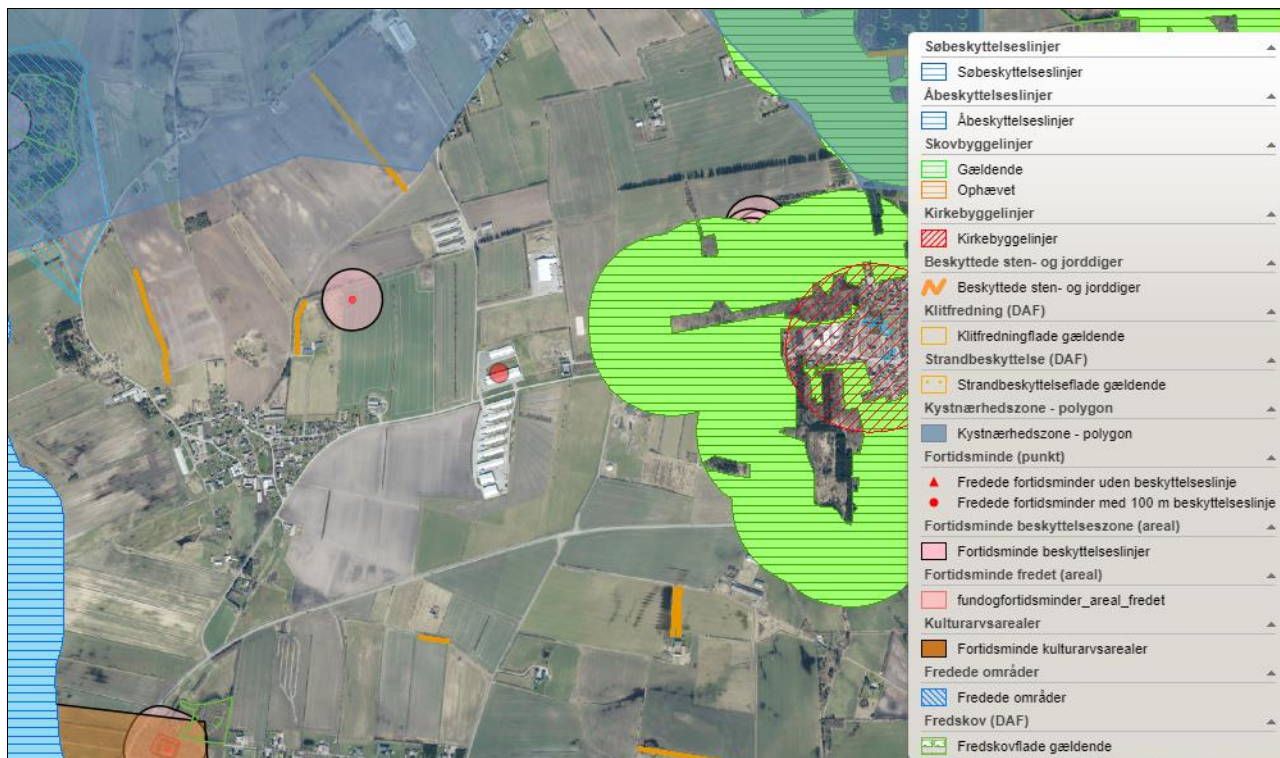 Søbeskyttelseslinjer
Søbeskyttelseslinjer
Åbeskyttelseslinjer
Åbeskyttelseslinjer
Skovbyggelinjer
Gældende
Ophævet
Kirkebyggelinjer
Kirkebyggelinjer
Beskyttede sten- og jorddiger
Beskyttede sten- og jorddiger
Klitfredning (DAF)
Klitfredningflade gældende
Strandbeskyttelse (DAF)
Strandbeskyttelseflade gældende
Kystnærhedszone - polygon
Kystnærhedszone - polygon
Fortidsminde (punkt)
Fredede fortidsminder uden beskyttelseslinje
Fredede fortidsminder med 100 m beskyttelseslinje
Fortidsminde beskyttelseszone (areal)
Fortidsminde beskyttelseslinjer
Fortidsminde fredet (areal)
fundogfortidsminder_areal_fredet
Kulturarvsarealer
Fortidsminde kulturarvsarealer
Fredede områder
Fredede områder
Fredskov (DAF)
Fredskovflade gældende